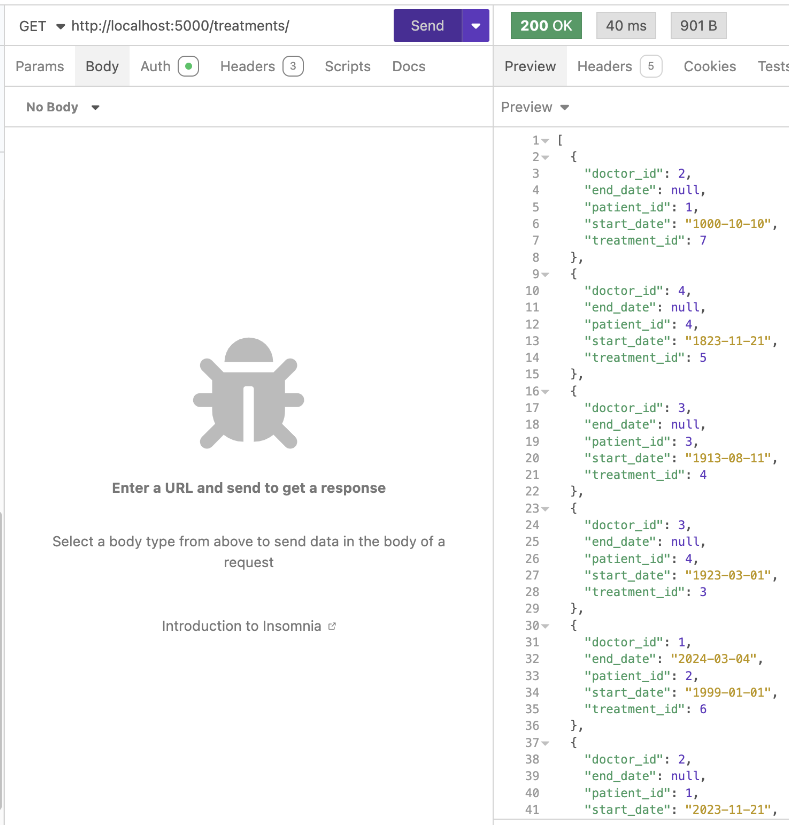 GET http://localhost:5000/treatments/ Send 200 OK 40 ms 901 B
Params Body Auth Headers 3 Scripts Docs Preview Headers 5 Cookies Tests
No Body
Enter a URL and send to get a response
Select a body type from above to send data in the body of a
request
Introduction to Insomnia
Preview
1 [
2 {
3 "doctor_id": 2,
4 "end_date": null,
5 "patient_id": 1,
6 "start_date": "1000-10-10",
7 "treatment_id": 7
8 },
9 {
10 "doctor_id": 4,
11 "end_date": null,
12 "patient_id": 4,
13 "start_date": "1823-11-21",
14 "treatment_id": 5
15 },
16 {
17 "doctor_id": 3,
18 "end_date": null,
19 "patient_id": 3,
20 "start_date": "1913-08-11",
21 "treatment_id": 4
22 },
23 {
24 "doctor_id": 3,
25 "end_date": null,
26 "patient_id": 4,
27 "start_date": "1923-03-01",
28 "treatment_id": 3
29 },
30 {
31 "doctor_id": 1,
32 "end_date": "2024-03-04",
33 "patient_id": 2,
34 "start_date": "1999-01-01",
35 "treatment_id": 6
36 },
37 {
38 "doctor_id": 2,
39 "end_date": null,
40 "patient_id": 1,
41 "start_date": "2023-11-21",